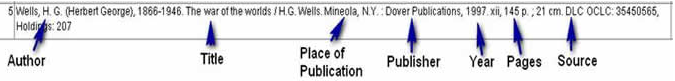 5 Wells, H. G. (Herbert George), 1866-1946. The war of the worlds / H.G. Wells. Mineola, N.Y. : Dover Publications, 1997. xii, 145 p. ; 21 cm. DLC OCLC: 35450565,
Holdings: 207
Author Title Place of Publication Publisher Year Pages Source